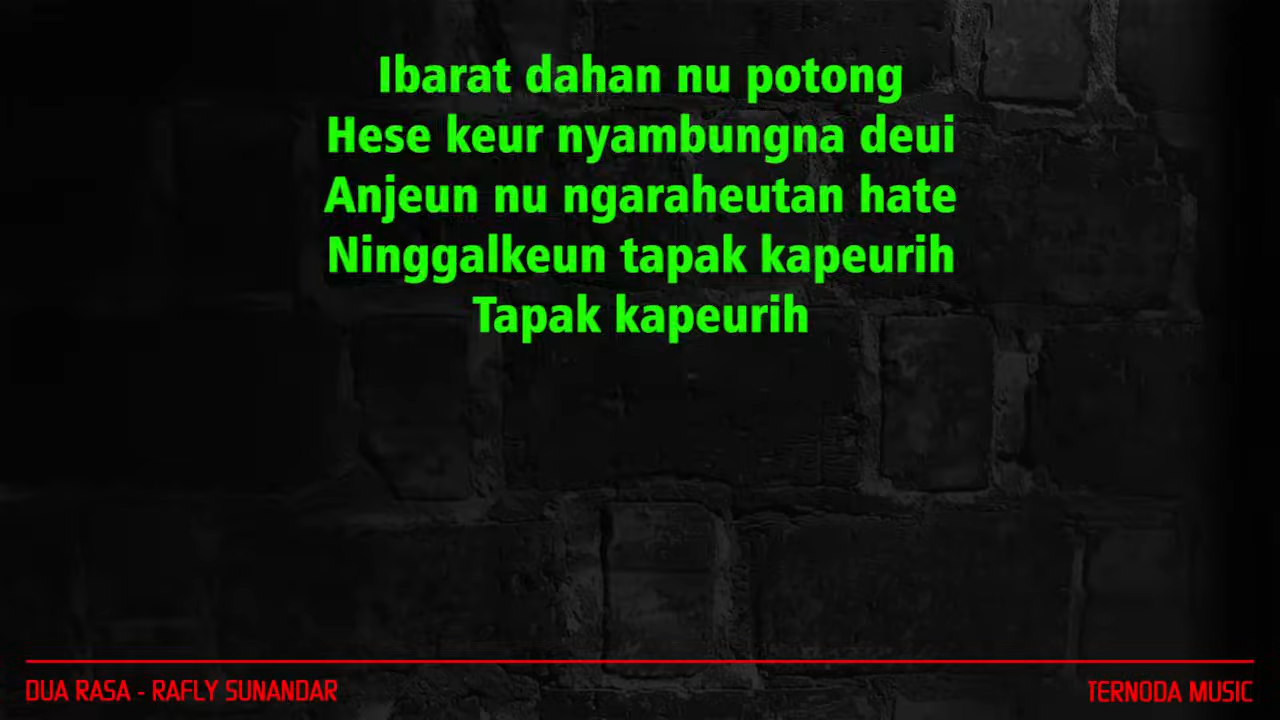 Ibarat dahan nu potong
Hese keur nyambungna deui
Anjeun nu ngaraheutan hate
Ninggalkeun tapak kapeurih
Tapak kapeurih
DUA RASA - RAFLY SUNANDAR
TERNODA MUSIC